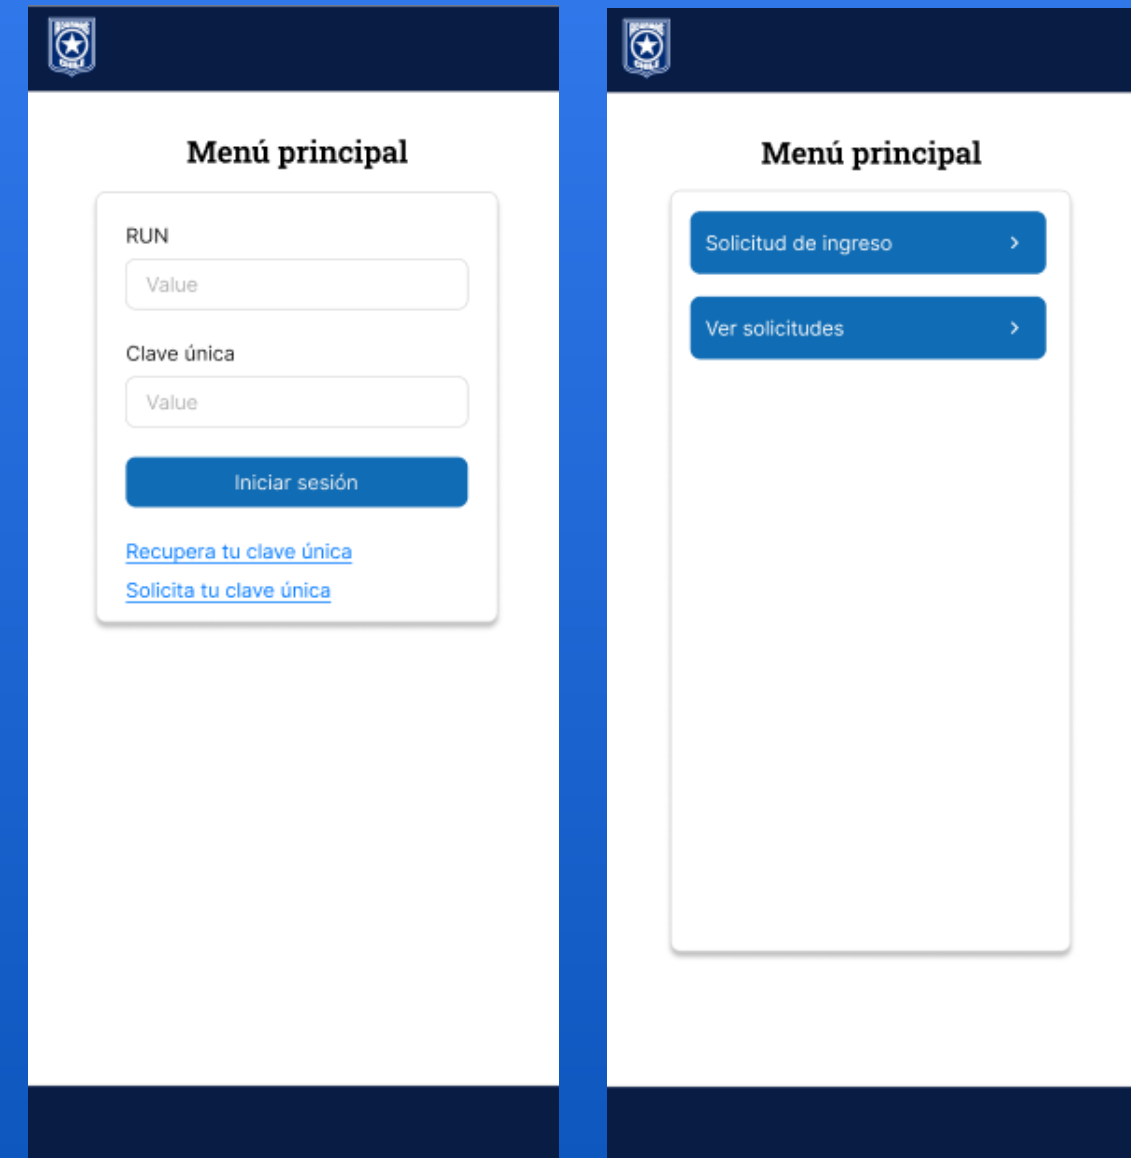 Menú principal
RUN
Value
Clave única
Value
Iniciar sesión
Recupera tu clave única
Solicita tu clave única
Menú principal
Solicitud de ingreso
Ver solicitudes